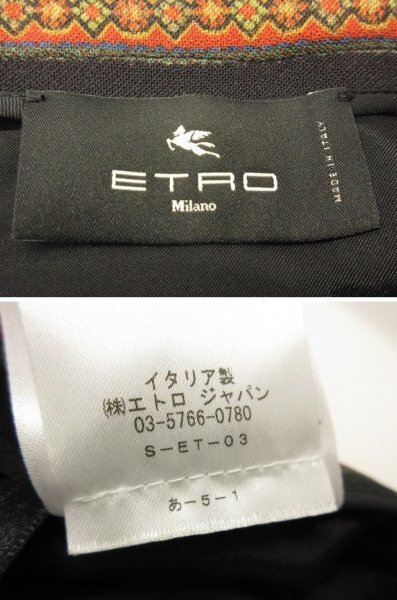 ETRO
Milano
MADE IN ITALY
イタリア製
㈱エトロ ジャパン
03-5766-0780
S-ET-03
あ-5-1